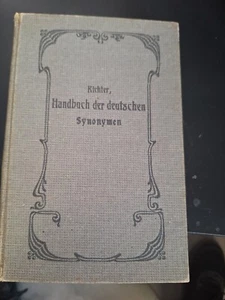 Richter,
Handbuch der deutschen
Synonymen